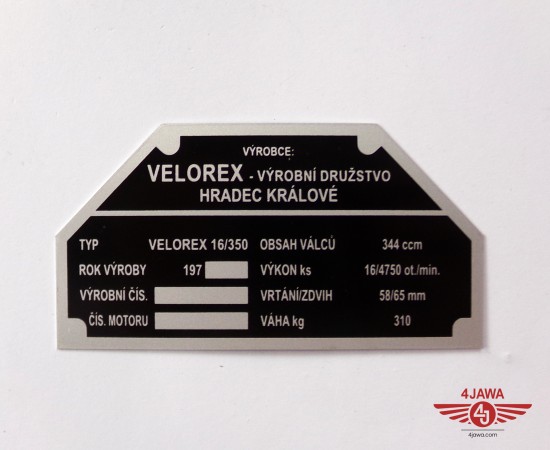 VÝROBCE:
VELOREX - VÝROBNÍ DRUŽSTVO
HRADEC KRÁLOVÉ
TYP VELOREX 16/350 OBSAH VÁLCŮ 344 ccm
ROK VÝROBY 197 VÝKON ks 16/4750 ot./min.
VÝROBNÍ ČÍS. VRTÁNÍ/ZDVIH 58/65 mm
ČÍS. MOTORU VÁHA kg 310
4JAWA
4J
4jawa.com